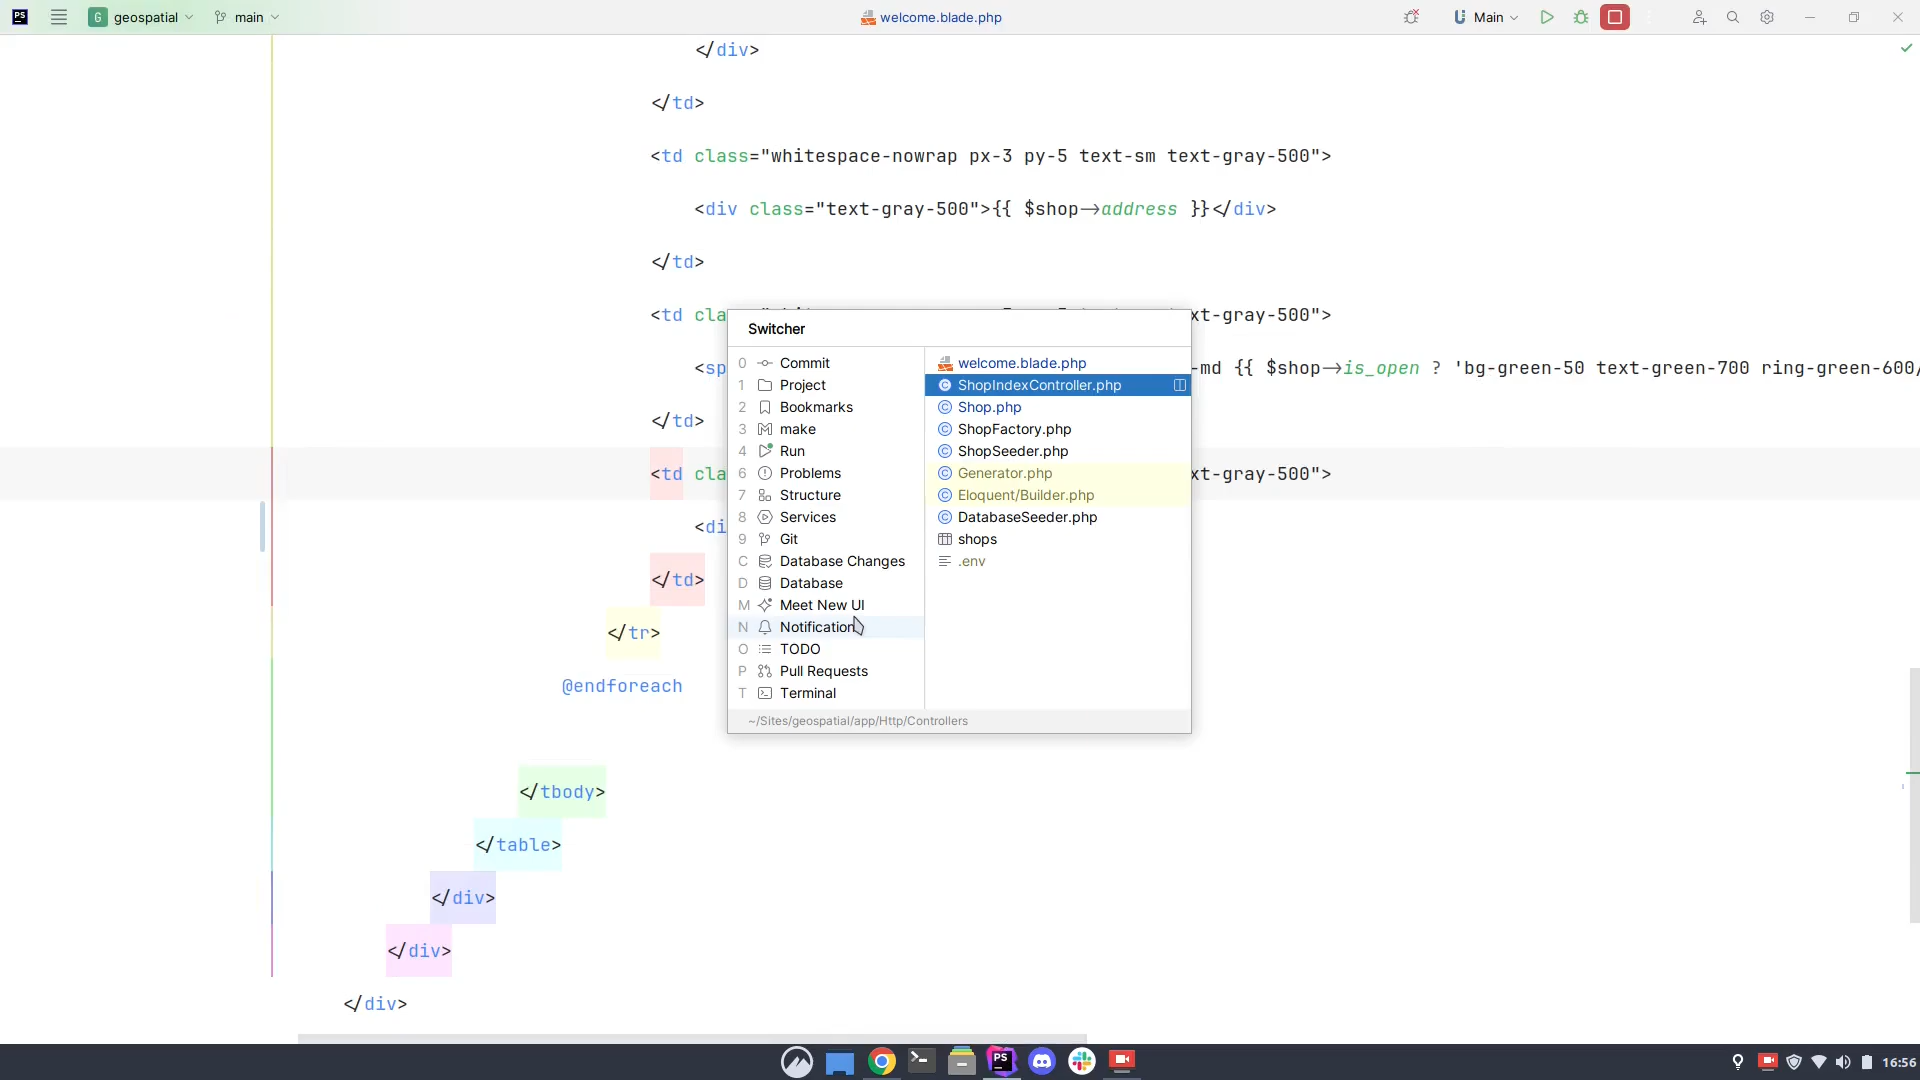 PS
G geospatial
main
welcome.blade.php
Main
</div>
</td>
<td class="whitespace-nowrap px-3 py-5 text-sm text-gray-500">
<div class="text-gray-500">{{ $shop->address }}</div>
</td>
<td cla
xt-gray-500">
<sp
-md {{ $shop->is_open ? 'bg-green-50 text-green-700 ring-green-600/
</td>
<td cla
xt-gray-500">
<di
</td>
</tr>
@endforeach
</tbody>
</table>
</div>
</div>
</div>
Switcher
0 Commit
1 Project
2 Bookmarks
3 make
4 Run
6 Problems
7 Structure
8 Services
9 Git
C Database Changes
D Database
M Meet New UI
N Notification
O TODO
P Pull Requests
T Terminal
welcome.blade.php
ShopIndexController.php
Shop.php
ShopFactory.php
ShopSeeder.php
Generator.php
Eloquent/Builder.php
DatabaseSeeder.php
shops
.env
~/Sites/geospatial/app/Http/Controllers
PS
16:56